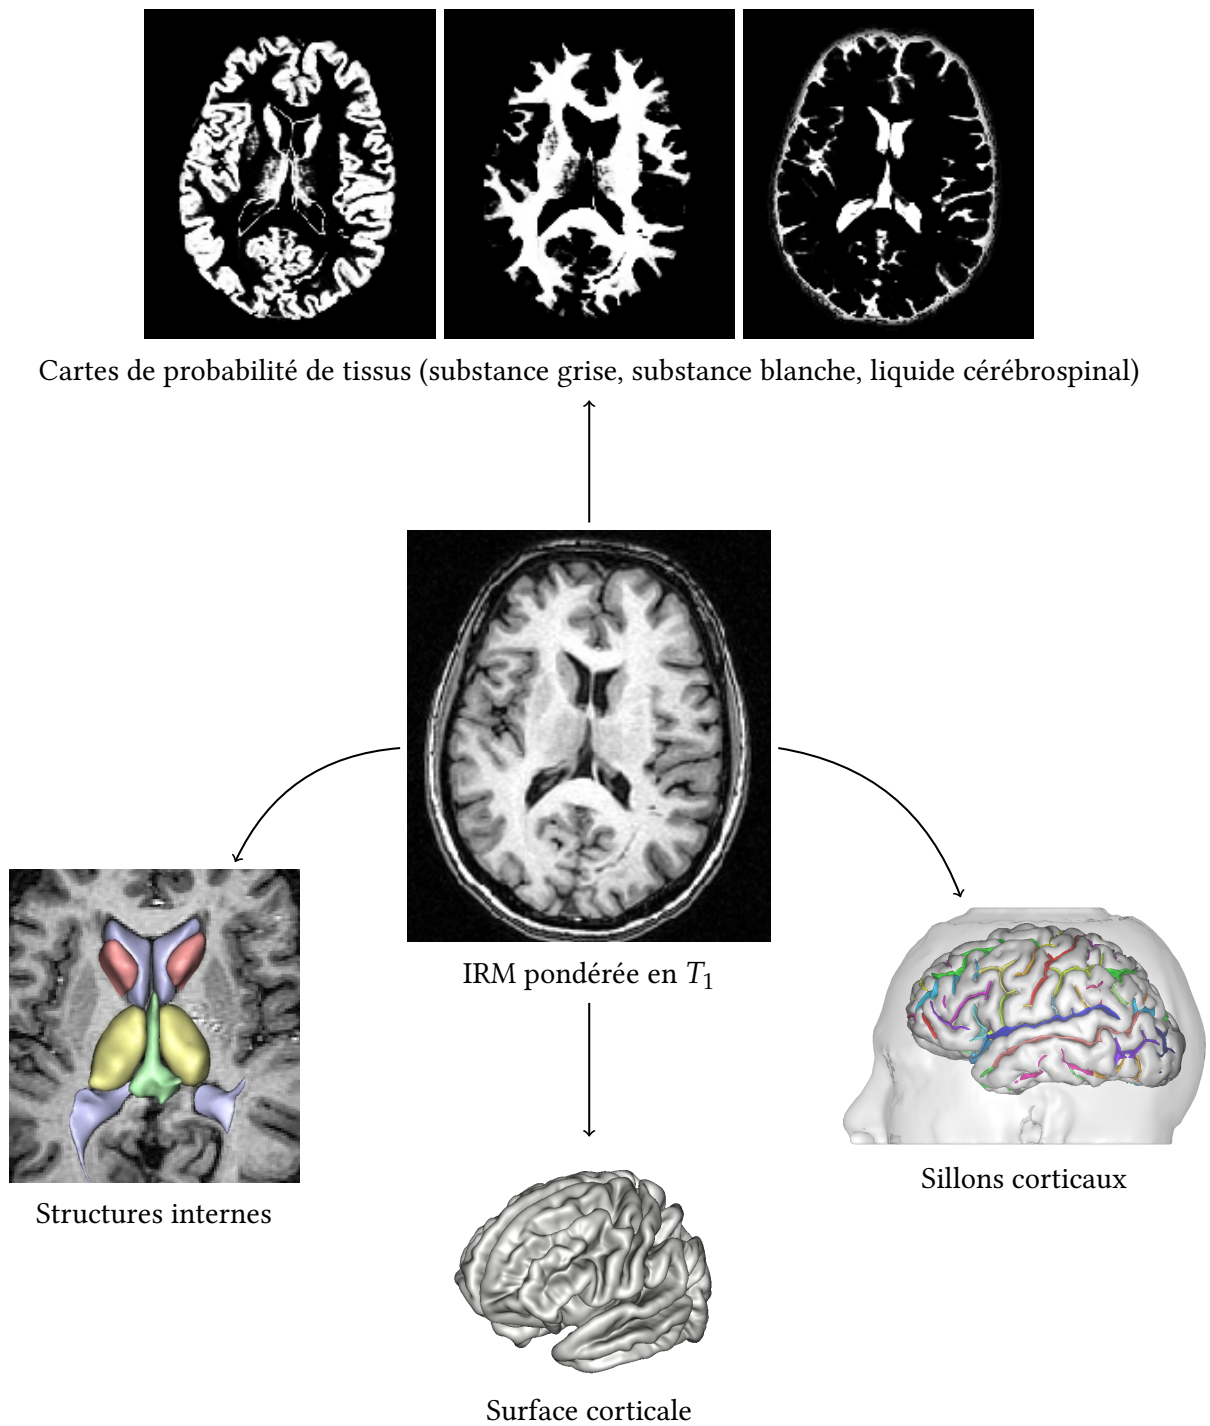 Cartes de probabilité de tissus (substance grise, substance blanche, liquide cérébrospinal)
IRM pondérée en T₁
Sillons corticaux
Structures internes
Surface corticale